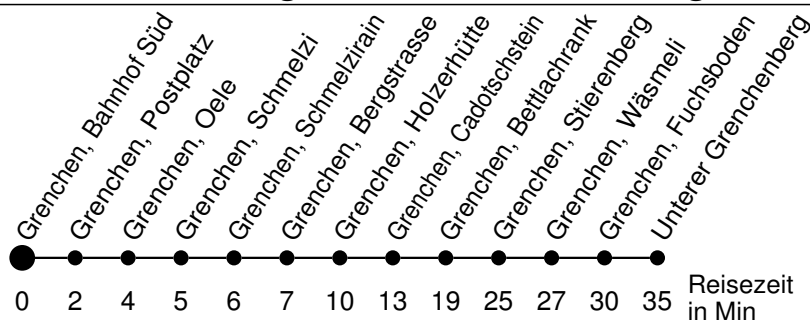 Grenchen, Bahnhof Süd
Grenchen, Postplatz
Grenchen, Oele
Grenchen, Schmelzi
Grenchen, Schmelzirain
Grenchen, Bergstrasse
Grenchen, Holzerhütte
Grenchen, Cadotschstein
Grenchen, Bettlachrank
Grenchen, Stierenberg
Grenchen, Wäsmeli
Grenchen, Fuchsboden
Unterer Grenchenberg
0 2 4 5 6 7 10 13 19 25 27 30 35
Reisezeit
in Min